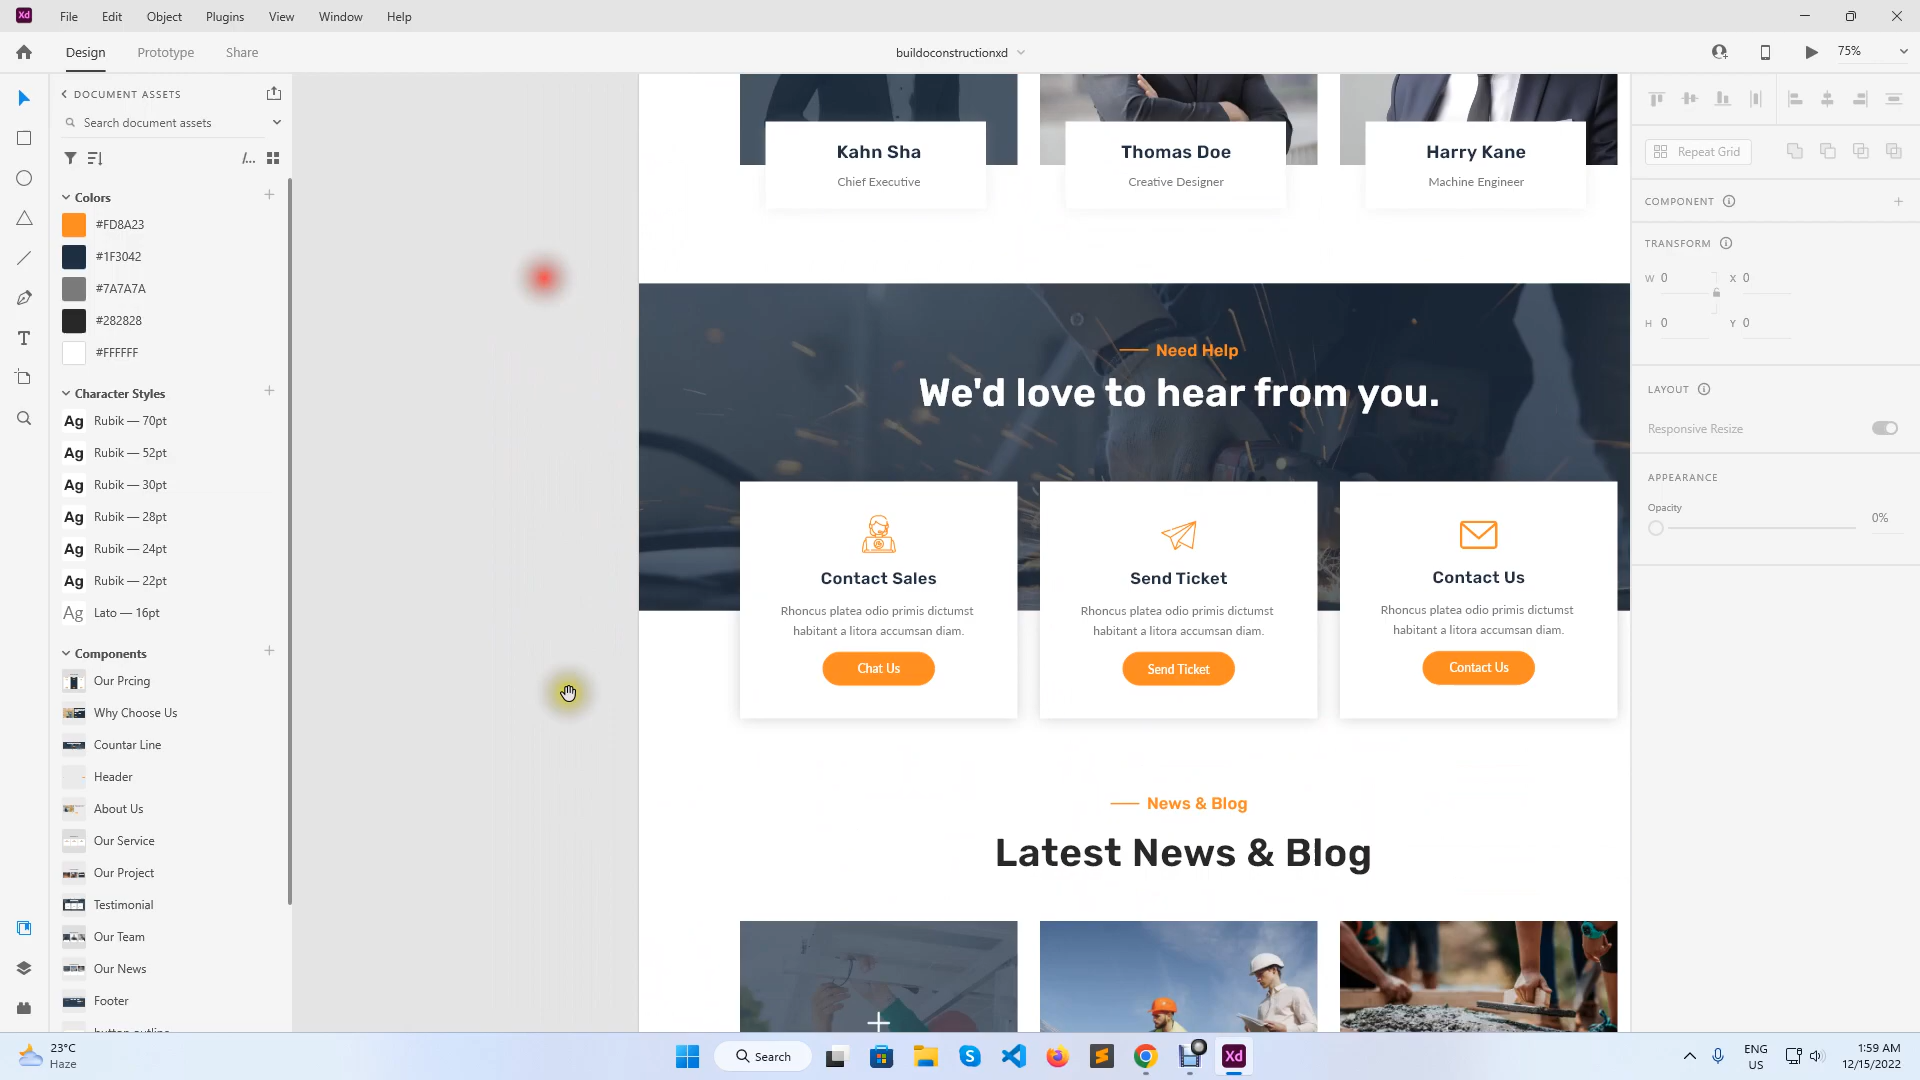 Xd File Edit Object Plugins View Window Help
Design Prototype Share buildoconstructionxd 75%
DOCUMENT ASSETS
Search document assets
/...
Colors
#FD8A23
#1F3042
#7A7A7A
#282828
#FFFFFF
Character Styles
Ag Rubik — 70pt
Ag Rubik — 52pt
Ag Rubik — 30pt
Ag Rubik — 28pt
Ag Rubik — 24pt
Ag Rubik — 22pt
Ag Lato — 16pt
Components
Our Prcing
Why Choose Us
Countar Line
Header
About Us
Our Service
Our Project
Testimonial
Our Team
Our News
Footer
button outline
Kahn Sha
Chief Executive
Thomas Doe
Creative Designer
Harry Kane
Machine Engineer
Need Help
We'd love to hear from you.
Contact Sales
Rhoncus platea odio primis dictumst
habitant a litora accumsan diam.
Chat Us
Send Ticket
Rhoncus platea odio primis dictumst
habitant a litora accumsan diam.
Send Ticket
Contact Us
Rhoncus platea odio primis dictumst
habitant a litora accumsan diam.
Contact Us
News & Blog
Latest News & Blog
Repeat Grid
COMPONENT
TRANSFORM
W 0 X 0
H 0 Y 0
LAYOUT
Responsive Resize
APPEARANCE
Opacity
0%
23°C
Haze
Search
Xd
ENG
US
1:59 AM
12/15/2022